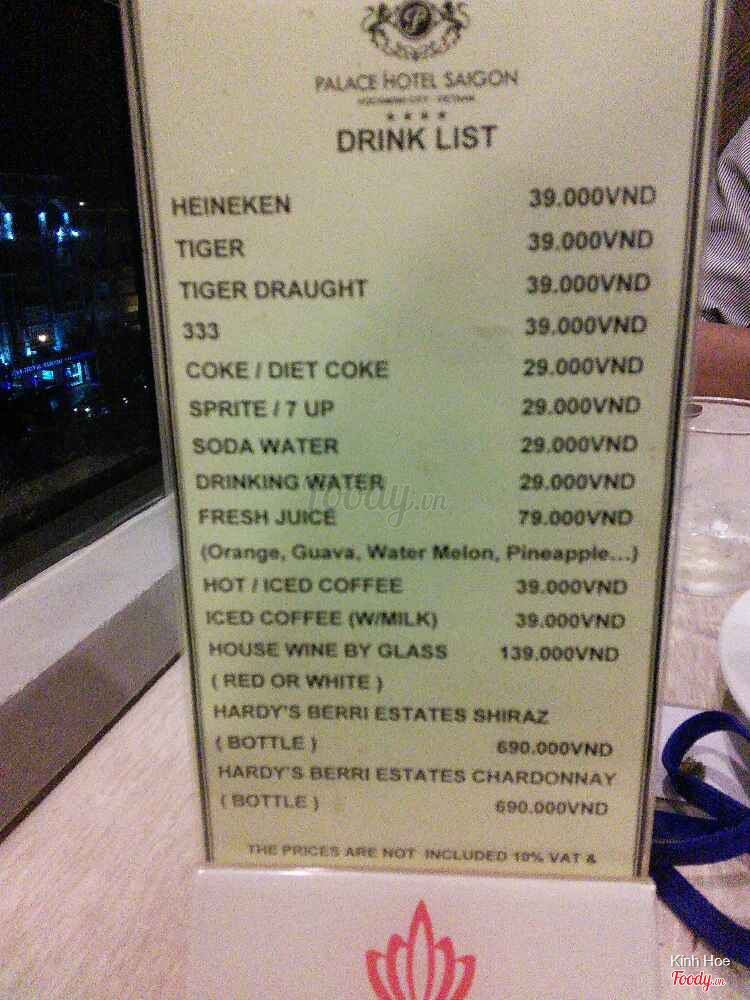 P
PALACE HOTEL SAIGON
HOCHIMINH CITY - VIETNAM
DRINK LIST
HEINEKEN 39.000VND
TIGER 39.000VND
TIGER DRAUGHT 39.000VND
333 39.000VND
COKE / DIET COKE 29.000VND
SPRITE / 7 UP 29.000VND
SODA WATER 29.000VND
DRINKING WATER 29.000VND
FRESH JUICE 79.000VND
(Orange, Guava, Water Melon, Pineapple...)
HOT / ICED COFFEE 39.000VND
ICED COFFEE (W/MILK) 39.000VND
HOUSE WINE BY GLASS 139.000VND
( RED OR WHITE )
HARDY'S BERRI ESTATES SHIRAZ
( BOTTLE ) 690.000VND
HARDY'S BERRI ESTATES CHARDONNAY
( BOTTLE ) 690.000VND
THE PRICES ARE NOT INCLUDED 10% VAT &
Foody.vn
Kinh Hoe
Foody.vn